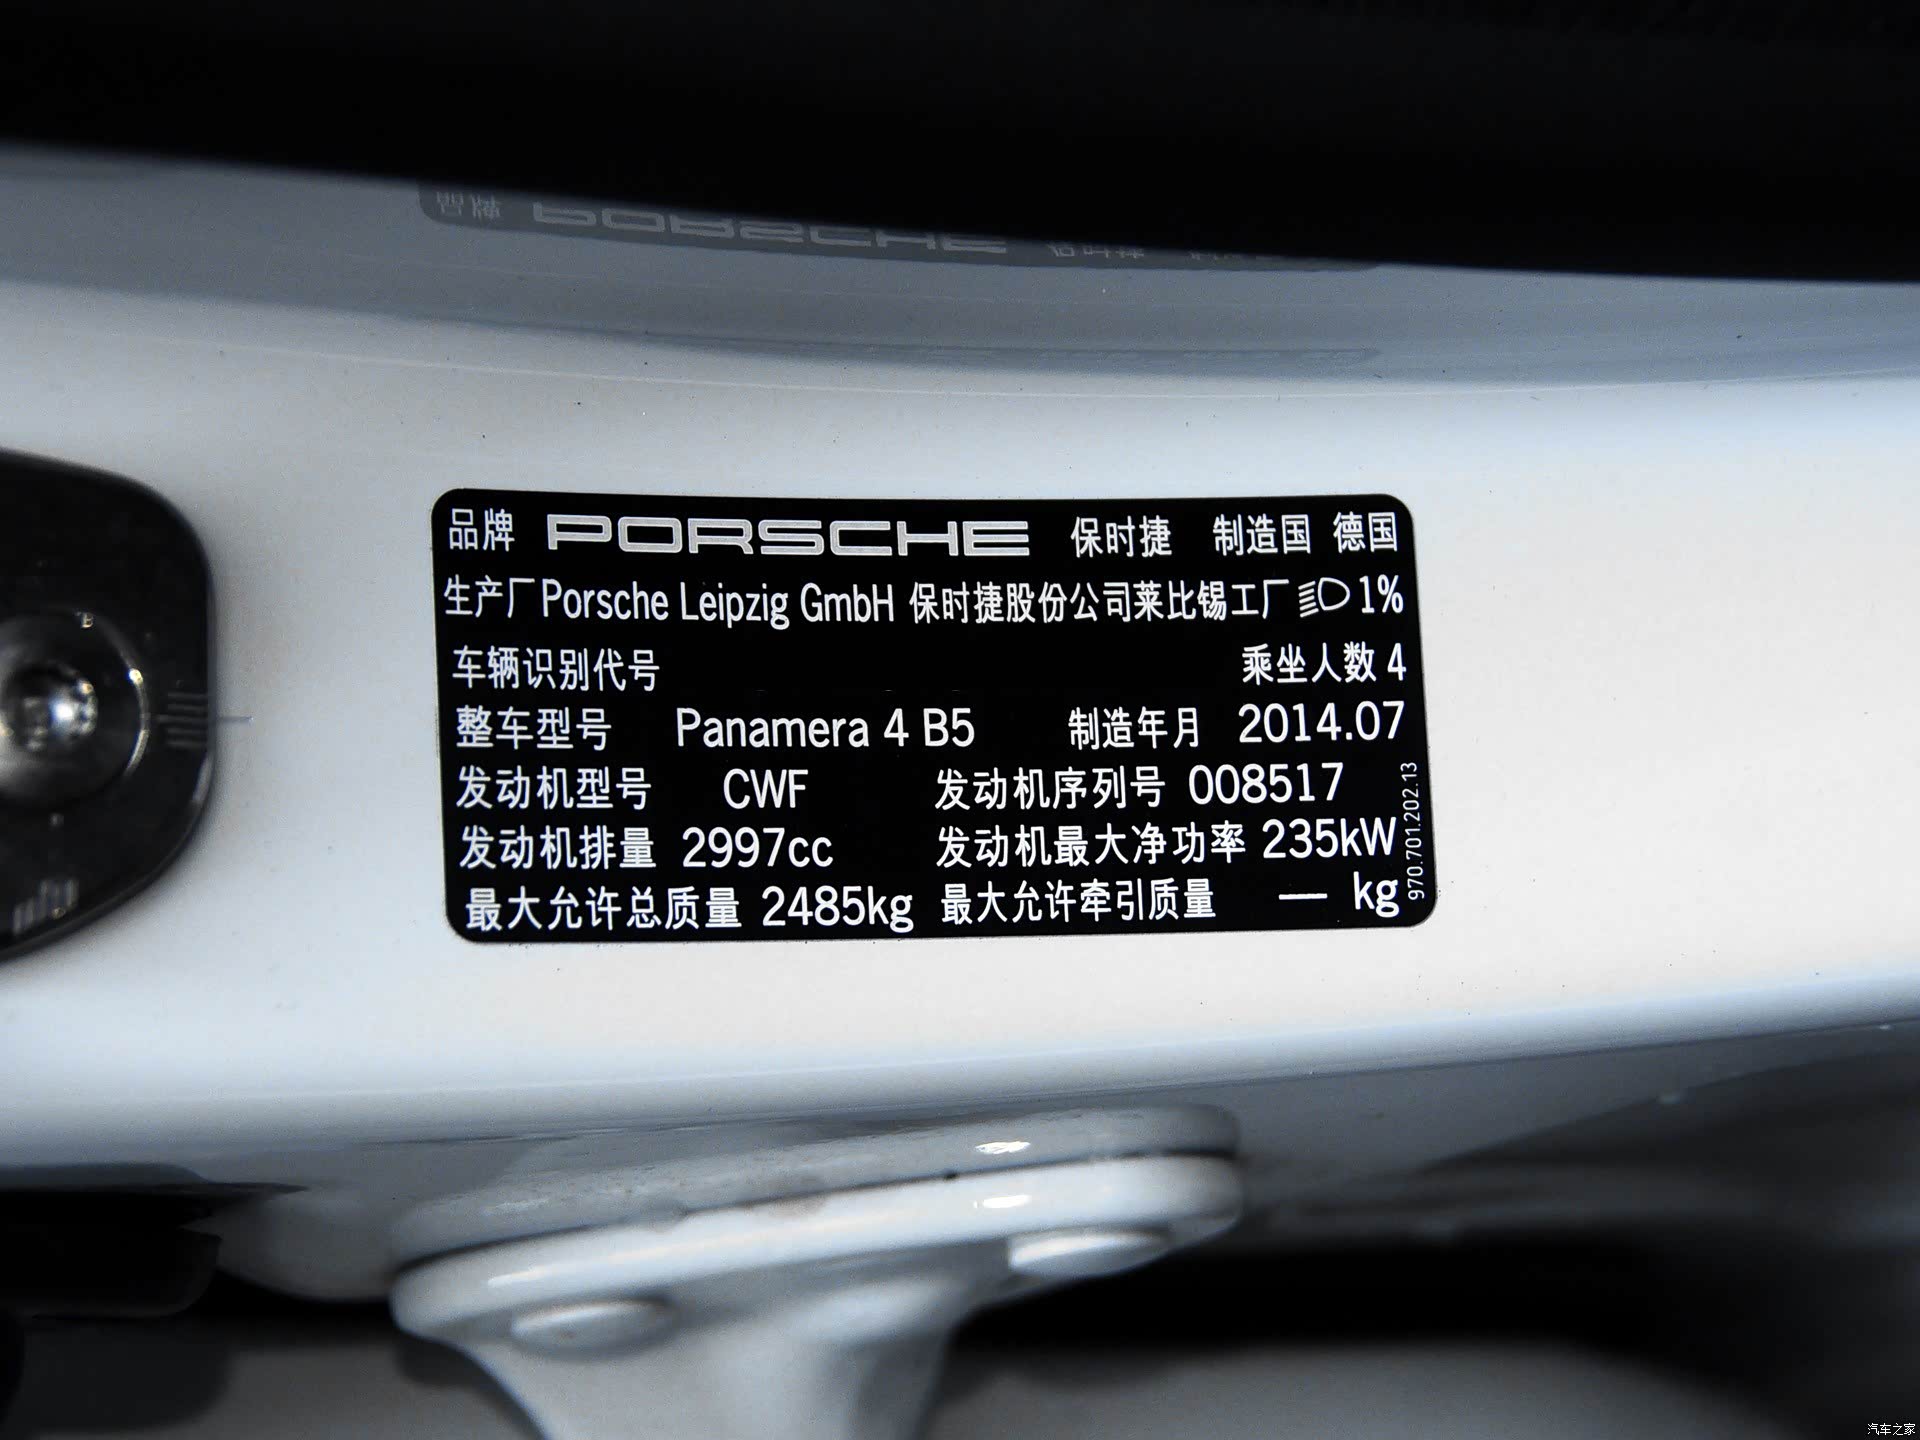 品牌 PORSCHE 保时捷 制造国 德国
生产厂 Porsche Leipzig GmbH 保时捷股份公司莱比锡工厂 1%
车辆识别代号 乘坐人数 4
整车型号 Panamera 4 B5 制造年月 2014.07
发动机型号 CWF 发动机序列号 008517
发动机排量 2997cc 发动机最大净功率 235kW
最大允许总质量 2485kg 最大允许牵引质量 — kg
970.701.202.13
汽车之家